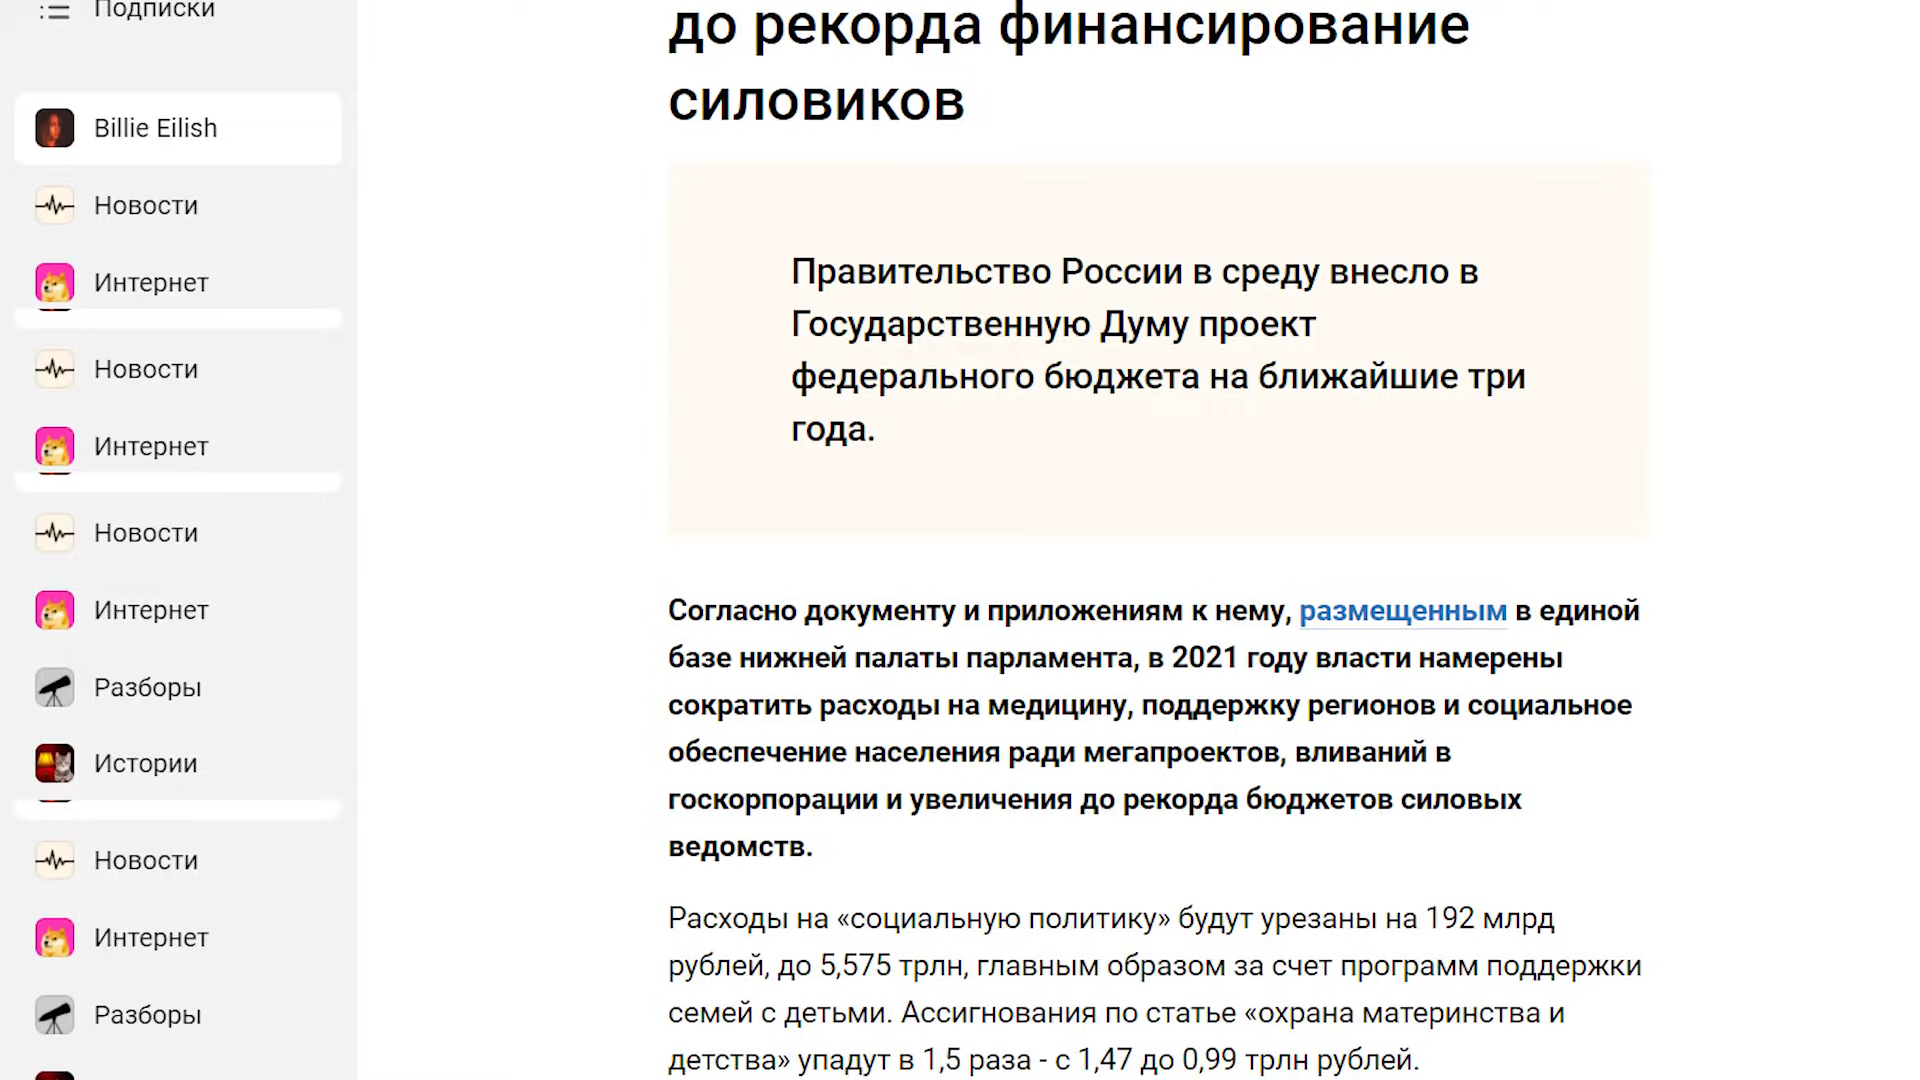 Подписки
Billie Eilish
Новости
Интернет
Новости
Интернет
Новости
Интернет
Разборы
Истории
Новости
Интернет
Разборы
до рекорда финансирование
силовиков
Правительство России в среду внесло в
Государственную Думу проект
федерального бюджета на ближайшие три
года.
Согласно документу и приложениям к нему, размещенным в единой
базе нижней палаты парламента, в 2021 году власти намерены
сократить расходы на медицину, поддержку регионов и социальное
обеспечение населения ради мегапроектов, вливаний в
госкорпорации и увеличения до рекорда бюджетов силовых
ведомств.
Расходы на «социальную политику» будут урезаны на 192 млрд
рублей, до 5,575 трлн, главным образом за счет программ поддержки
семей с детьми. Ассигнования по статье «охрана материнства и
детства» упадут в 1,5 раза - с 1,47 до 0,99 трлн рублей.